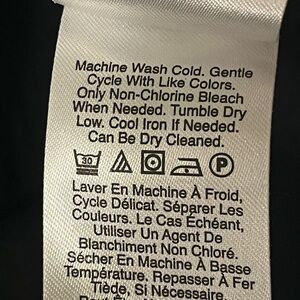 Machine Wash Cold. Gentle
Cycle With Like Colors.
Only Non-Chlorine Bleach
When Needed. Tumble Dry
Low. Cool Iron If Needed.
Can Be Dry Cleaned.
30 P
Laver En Machine À Froid,
Cycle Délicat. Séparer Les
Couleurs. Le Cas Échéant,
Utiliser Un Agent De
Blanchiment Non Chloré.
Sécher En Machine À Basse
Température. Repasser À Fer
Tiède, Si Nécessaire.